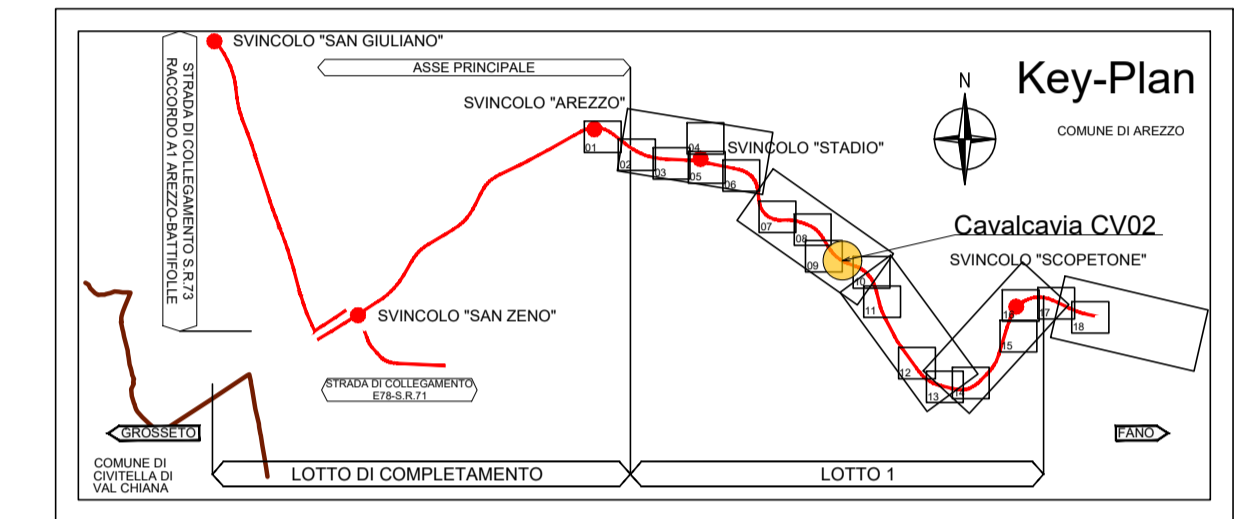 SVINCOLO "SAN GIULIANO"
STRADA DI COLLEGAMENTO S.R.73
RACCORDO A1 AREZZO-BATTIFOLLE
ASSE PRINCIPALE
SVINCOLO "AREZZO"
N
Key-Plan
COMUNE DI AREZZO
SVINCOLO "STADIO"
01
02
03
04
05
06
07
08
09
10
11
12
13
14
15
16
17
18
Cavalcavia CV02
SVINCOLO "SCOPETONE"
SVINCOLO "SAN ZENO"
STRADA DI COLLEGAMENTO
E78-S.R.71
GROSSETO
FANO
COMUNE DI
CIVITELLA DI
VAL CHIANA
LOTTO DI COMPLETAMENTO
LOTTO 1